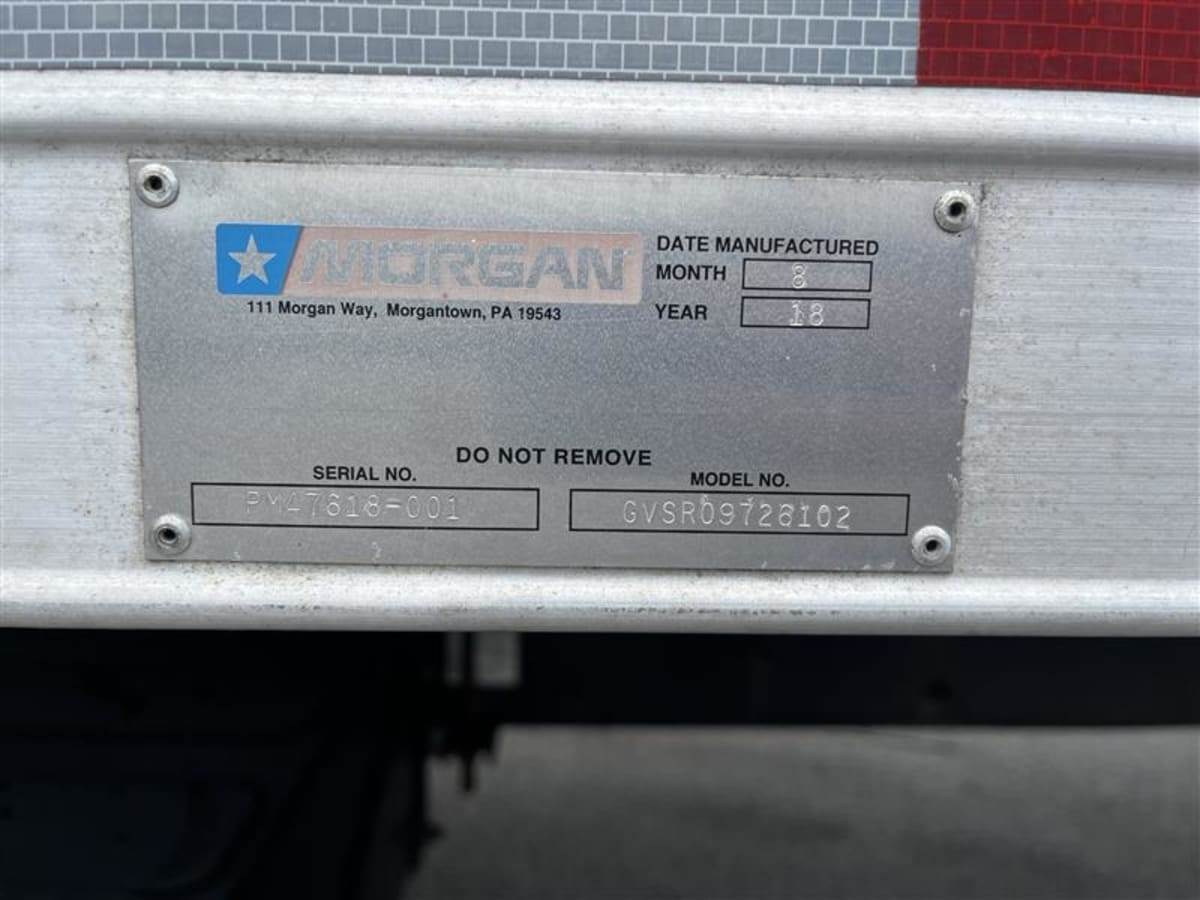 MORGAN
111 Morgan Way, Morgantown, PA 19543
DATE MANUFACTURED
MONTH 8
YEAR 18
DO NOT REMOVE
SERIAL NO.
PM47618-001
MODEL NO.
GVSR09728102